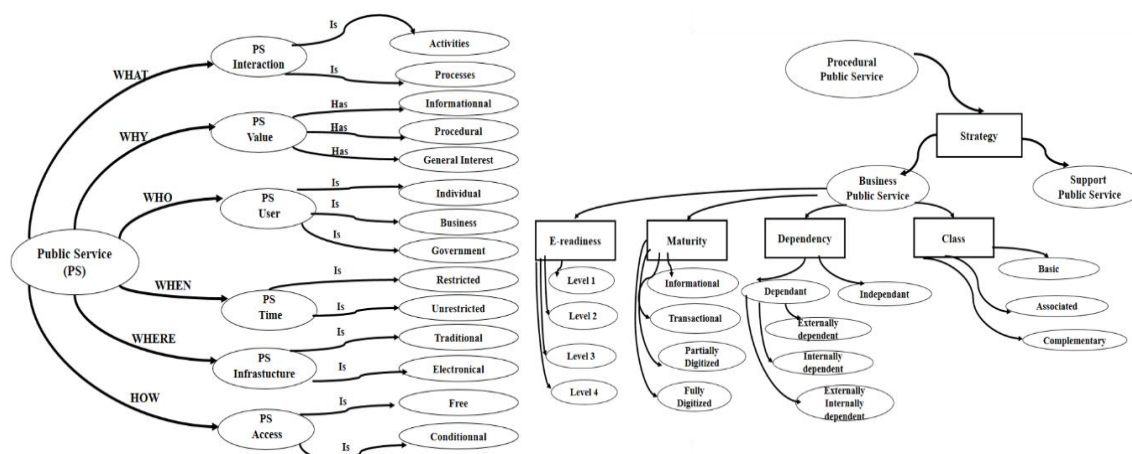 Public Service
(PS)
WHAT
WHY
WHO
WHEN
WHERE
HOW
PS
Interaction
Is
Activities
Is
Processes
PS
Value
Has
Informationnal
Has
Procedural
Has
General Interest
PS
User
Is
Individual
Is
Business
Is
Government
PS
Time
Is
Restricted
Is
Unrestricted
PS
Infrastucture
Is
Traditional
Is
Electronical
PS
Access
Is
Free
Is
Conditionnal
Procedural
Public Service
Strategy
Business
Public Service
Support
Public Service
E-readiness
Level 1
Level 2
Level 3
Level 4
Maturity
Informational
Transactional
Partially
Digitized
Fully
Digitized
Dependency
Dependant
Independant
Externally
dependent
Internally
dependent
Externally
Internally
dependent
Class
Basic
Associated
Complementary